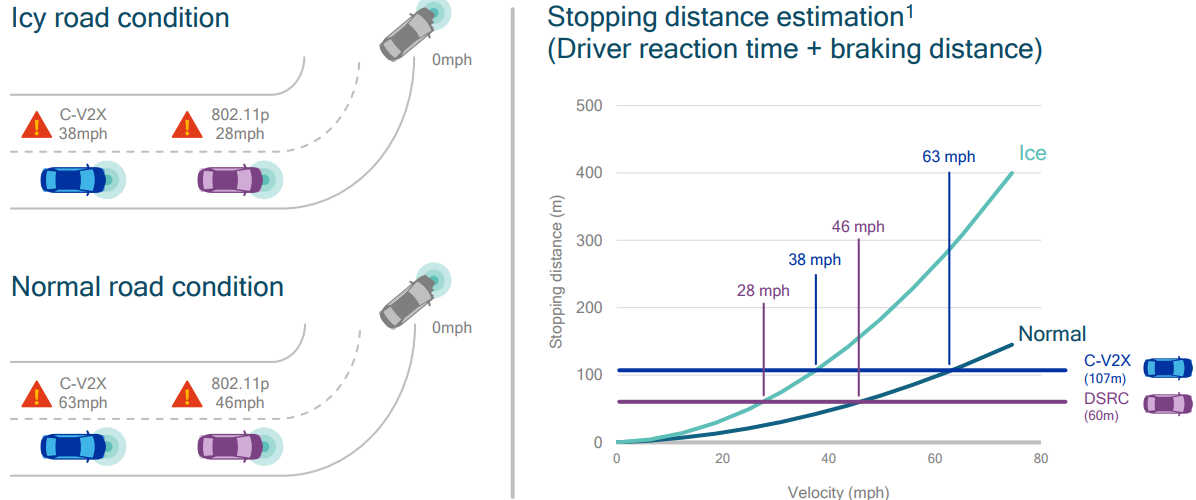 Icy road condition
0mph
C-V2X
38mph
802.11p
28mph
Normal road condition
0mph
C-V2X
63mph
802.11p
46mph
Stopping distance estimation¹
(Driver reaction time + braking distance)
Stopping distance (m)
500
400
300
200
100
0
63 mph
Ice
46 mph
38 mph
28 mph
Normal
C-V2X
(107m)
DSRC
(60m)
0
20
40
60
80
Velocity (mph)